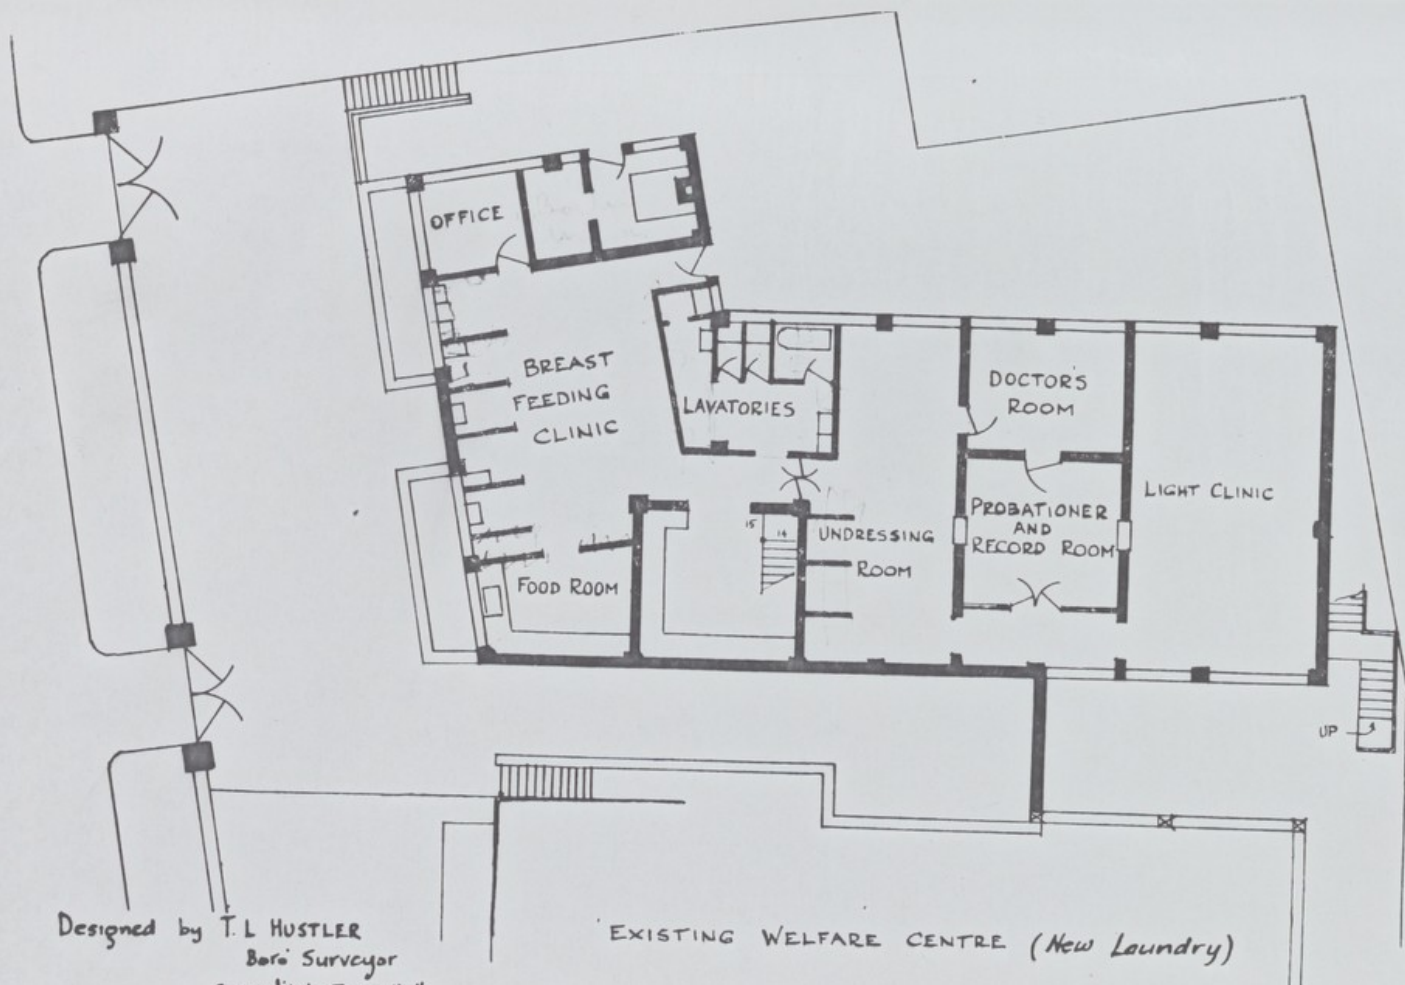 OFFICE
BREAST
FEEDING
CLINIC
LAVATORIES
DOCTOR'S
ROOM
PROBATIONER
AND
RECORD ROOM
LIGHT CLINIC
UNDRESSING
ROOM
15
14
FOOD ROOM
UP
Designed by T. L HUSTLER
Boro' Surveyor
EXISTING WELFARE CENTRE (New Laundry)